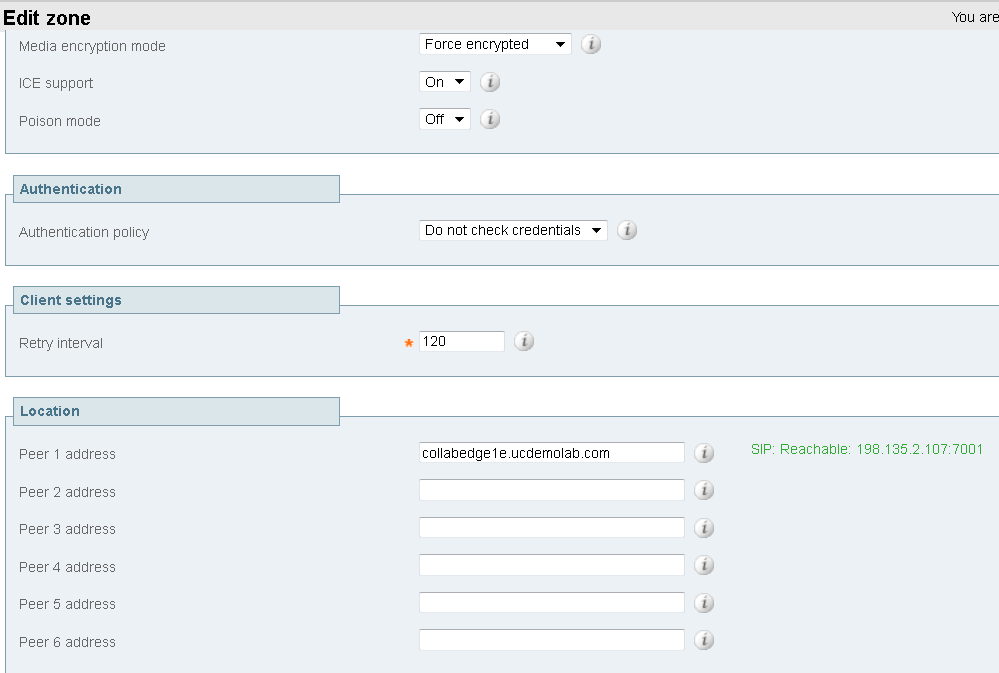 Edit zone
You are
Media encryption mode Force encrypted i
ICE support On i
Poison mode Off i
Authentication
Authentication policy Do not check credentials i
Client settings
Retry interval * 120 i
Location
Peer 1 address collabedge1e.ucdemolab.com i SIP: Reachable: 198.135.2.107:7001
Peer 2 address i
Peer 3 address i
Peer 4 address i
Peer 5 address i
Peer 6 address i